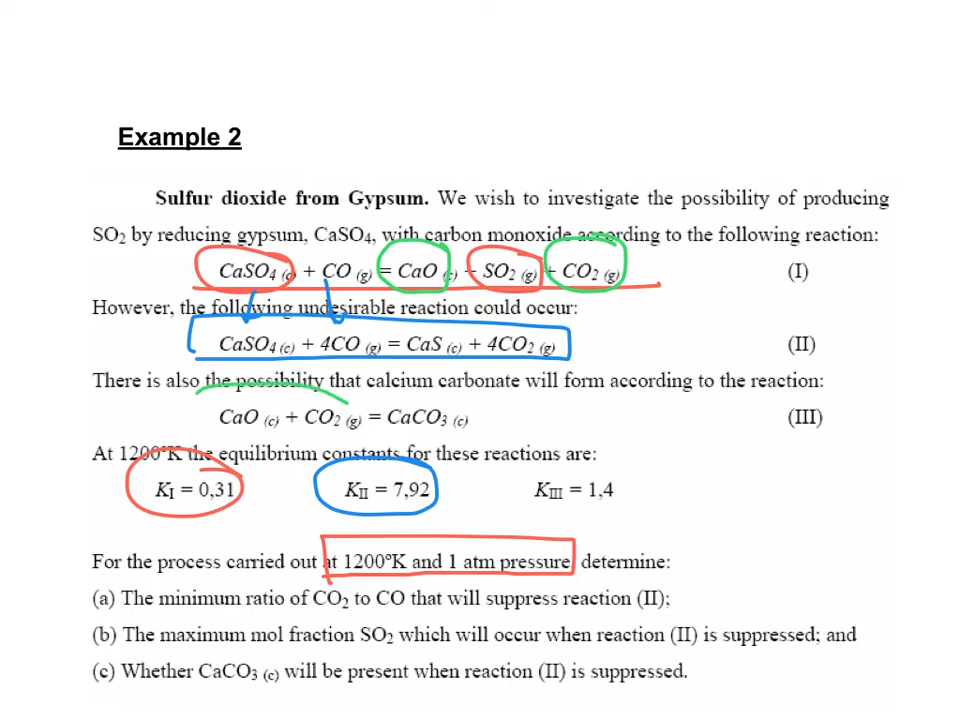 Example 2
Sulfur dioxide from Gypsum. We wish to investigate the possibility of producing
SO₂ by reducing gypsum, CaSO₄, with carbon monoxide according to the following reaction:
CaSO₄ (c) + CO (g) = CaO (c) + SO₂ (g) + CO₂ (g) (I)
However, the following undesirable reaction could occur:
CaSO₄ (c) + 4CO (g) = CaS (c) + 4CO₂ (g) (II)
There is also the possibility that calcium carbonate will form according to the reaction:
CaO (c) + CO₂ (g) = CaCO₃ (c) (III)
At 1200ºK the equilibrium constants for these reactions are:
K_I = 0,31 K_II = 7,92 K_III = 1,4
For the process carried out at 1200ºK and 1 atm pressure determine:
(a) The minimum ratio of CO₂ to CO that will suppress reaction (II);
(b) The maximum mol fraction SO₂ which will occur when reaction (II) is suppressed; and
(c) Whether CaCO₃ (c) will be present when reaction (II) is suppressed.